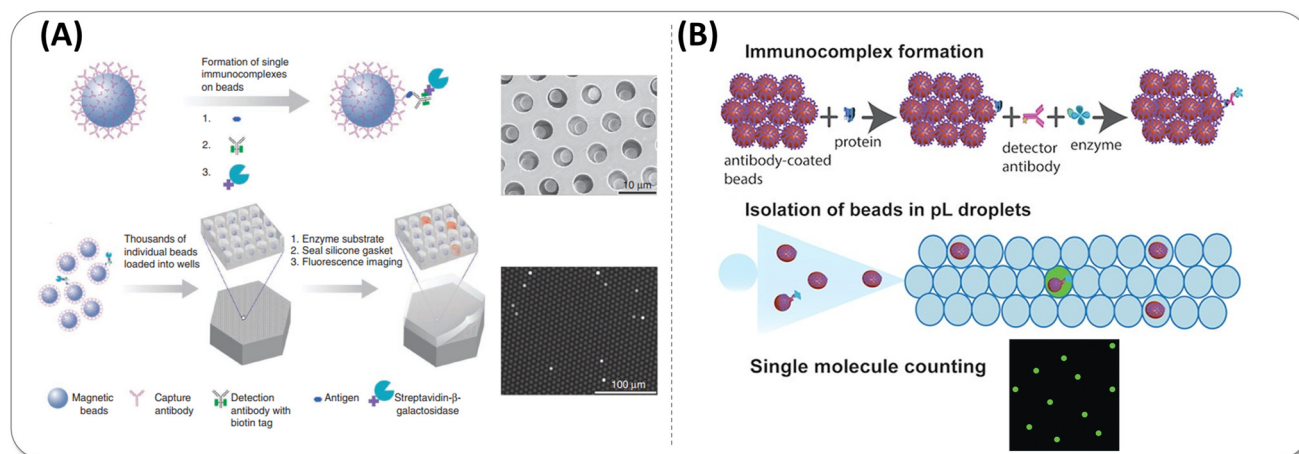 (A)
Formation of single
immunocomplexes
on beads
1.
2.
3.
10 μm
Thousands of
individual beads
loaded into wells
1. Enzyme substrate
2. Seal silicone gasket
3. Fluorescence imaging
100 μm
Magnetic
beads
Capture
antibody
Detection
antibody with
biotin tag
Antigen
Streptavidin-β-
galactosidase
(B)
Immunocomplex formation
antibody-coated
beads
protein
detector
antibody
enzyme
Isolation of beads in pL droplets
Single molecule counting